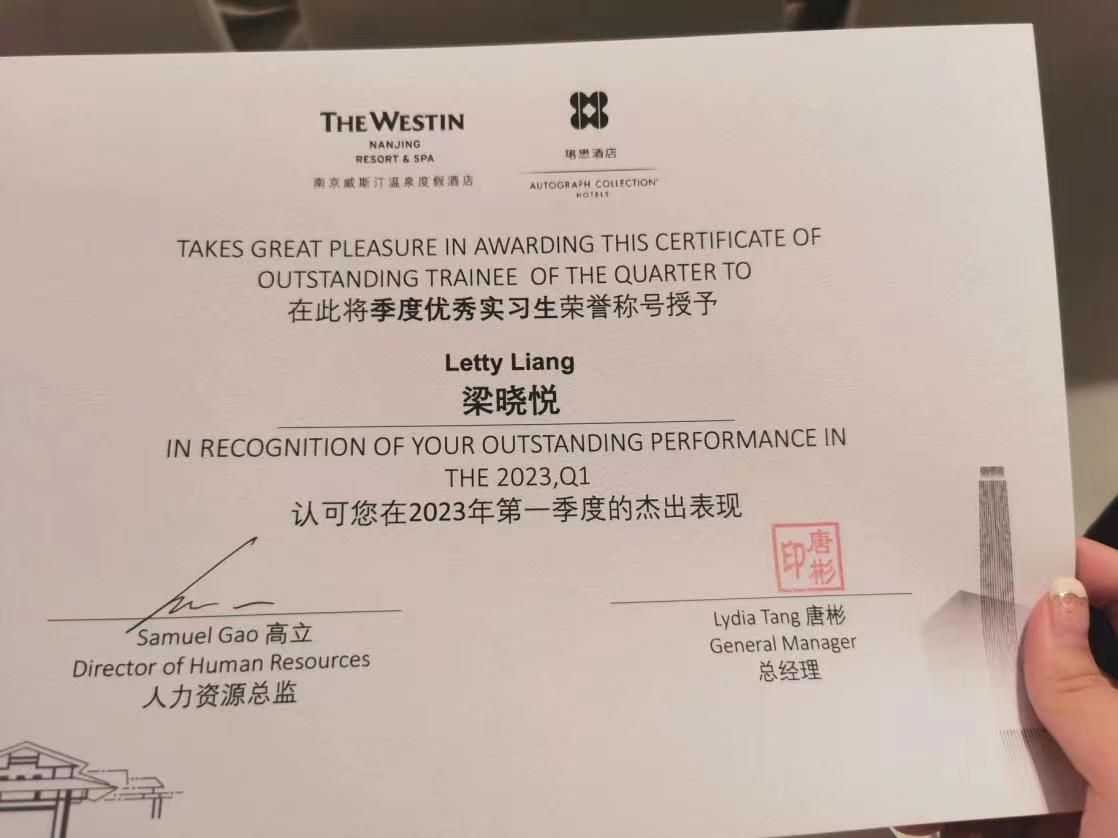 THE WESTIN
NANJING
RESORT & SPA
南京威斯汀温泉度假酒店
珺懋酒店
AUTOGRAPH COLLECTION®
HOTELS
TAKES GREAT PLEASURE IN AWARDING THIS CERTIFICATE OF
OUTSTANDING TRAINEE OF THE QUARTER TO
在此将季度优秀实习生荣誉称号授予
Letty Liang
梁晓悦
IN RECOGNITION OF YOUR OUTSTANDING PERFORMANCE IN
THE 2023,Q1
认可您在2023年第一季度的杰出表现
唐彬印
Samuel Gao 高立
Director of Human Resources
人力资源总监
Lydia Tang 唐彬
General Manager
总经理